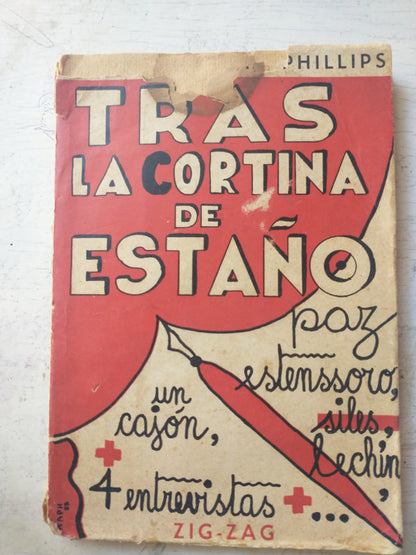 PHILLIPS
TRAS
LA CORTINA
DE
ESTAÑO
paz
estenssoro,
siles,
lechín,
un
cajón,
+
4 entrevistas + ...
ZIG-ZAG